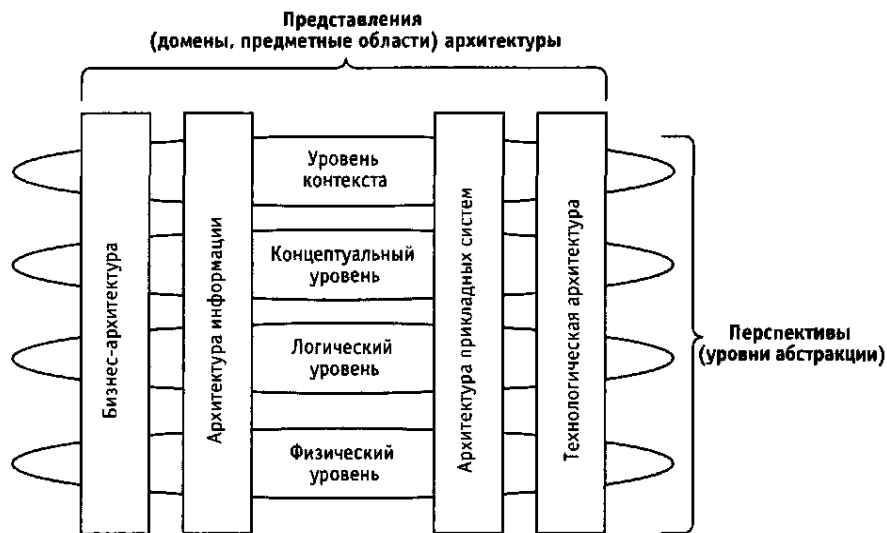 Представления
(домены, предметные области) архитектуры
Бизнес-архитектура
Архитектура информации
Уровень
контекста
Концептуальный
уровень
Логический
уровень
Физический
уровень
Архитектура прикладных систем
Технологическая архитектура
Перспективы
(уровни абстракции)